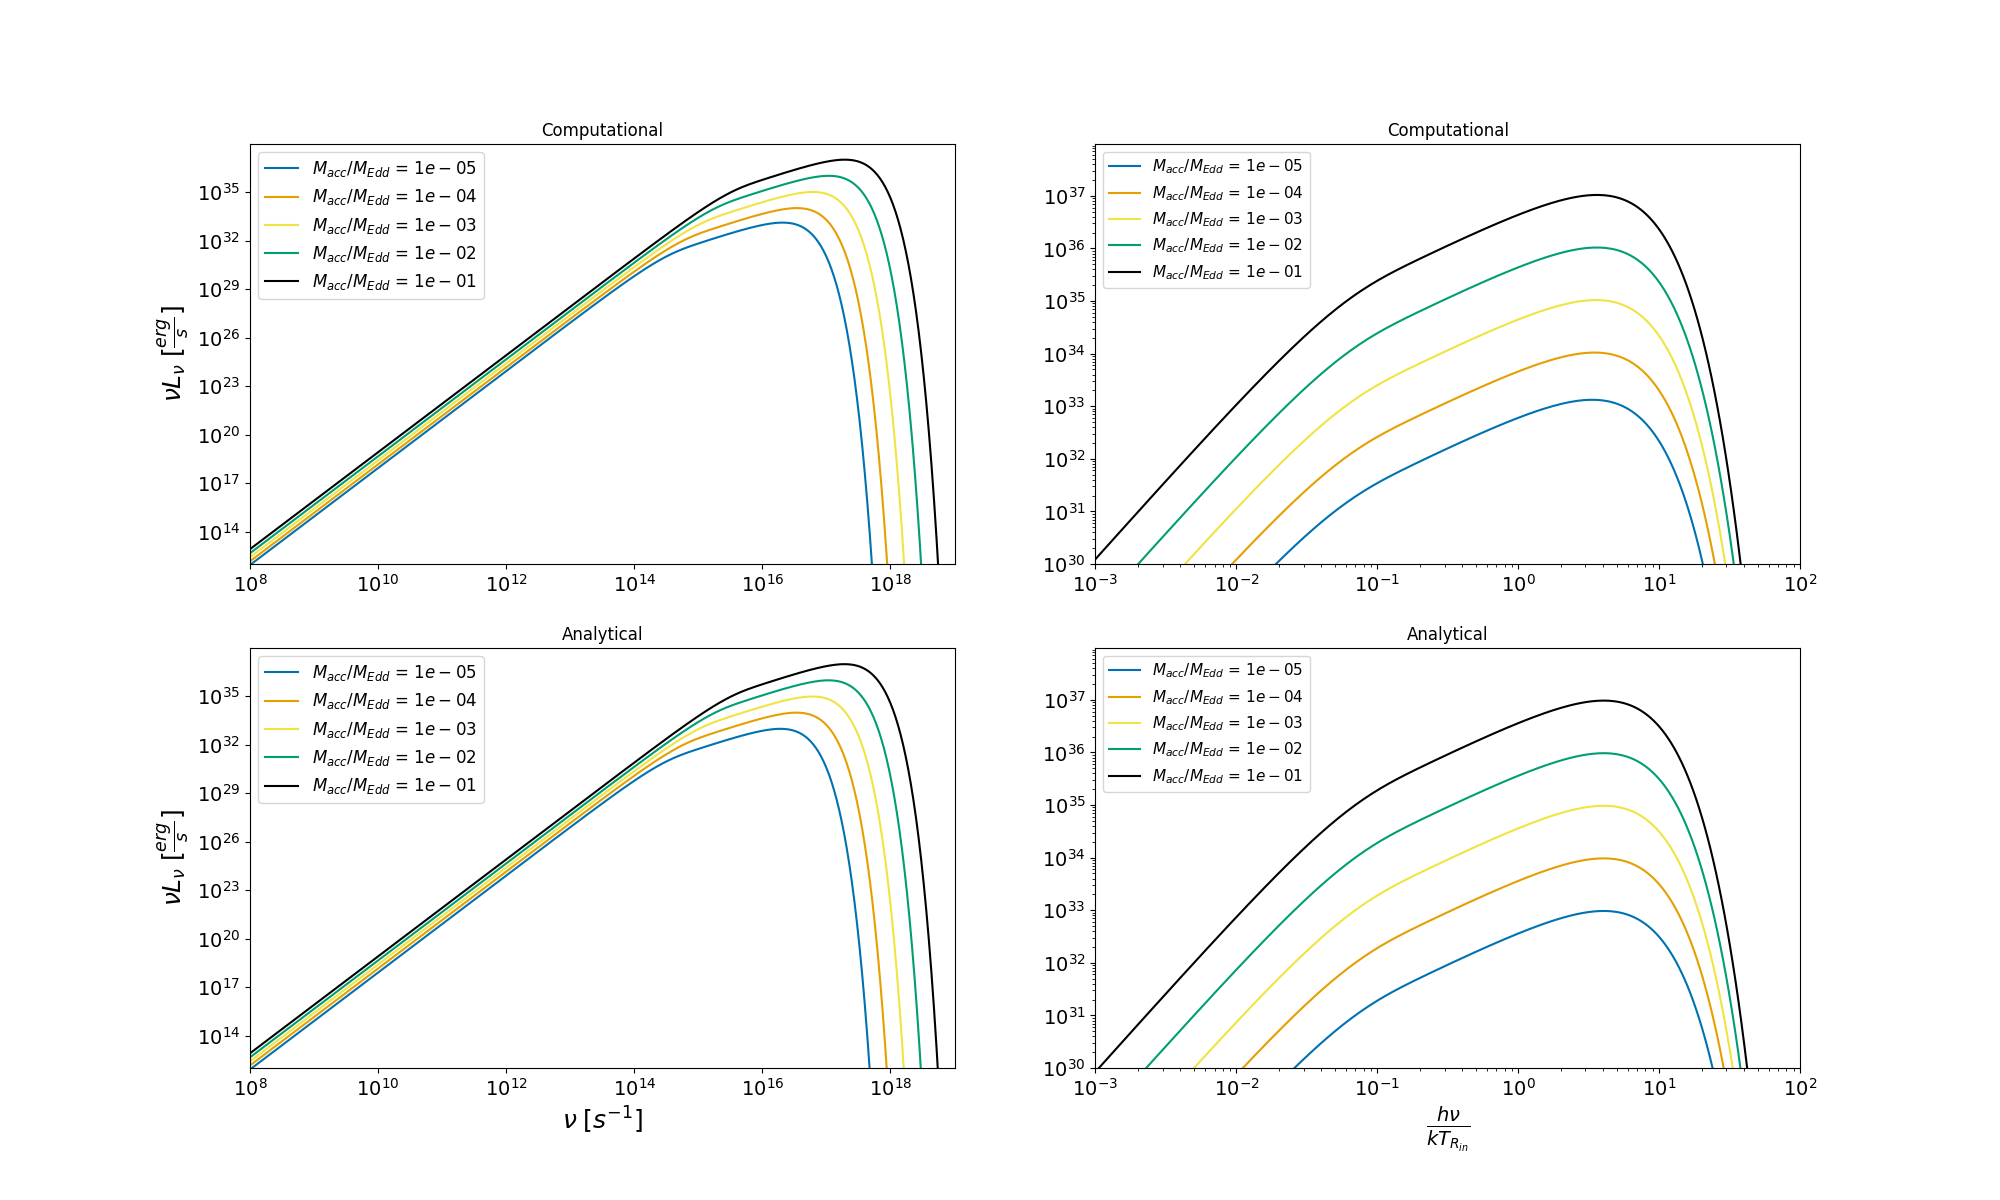 Computational
M_acc/M_Edd = 1e − 05
M_acc/M_Edd = 1e − 04
M_acc/M_Edd = 1e − 03
M_acc/M_Edd = 1e − 02
M_acc/M_Edd = 1e − 01
νL_ν [erg/s]
10^35
10^32
10^29
10^26
10^23
10^20
10^17
10^14
10^8 10^10 10^12 10^14 10^16 10^18
Computational
M_acc/M_Edd = 1e − 05
M_acc/M_Edd = 1e − 04
M_acc/M_Edd = 1e − 03
M_acc/M_Edd = 1e − 02
M_acc/M_Edd = 1e − 01
10^37
10^36
10^35
10^34
10^33
10^32
10^31
10^30
10^−3 10^−2 10^−1 10^0 10^1 10^2
Analytical
M_acc/M_Edd = 1e − 05
M_acc/M_Edd = 1e − 04
M_acc/M_Edd = 1e − 03
M_acc/M_Edd = 1e − 02
M_acc/M_Edd = 1e − 01
νL_ν [erg/s]
10^35
10^32
10^29
10^26
10^23
10^20
10^17
10^14
10^8 10^10 10^12 10^14 10^16 10^18
ν [s^−1]
Analytical
M_acc/M_Edd = 1e − 05
M_acc/M_Edd = 1e − 04
M_acc/M_Edd = 1e − 03
M_acc/M_Edd = 1e − 02
M_acc/M_Edd = 1e − 01
10^37
10^36
10^35
10^34
10^33
10^32
10^31
10^30
10^−3 10^−2 10^−1 10^0 10^1 10^2
hν/kT_R_in